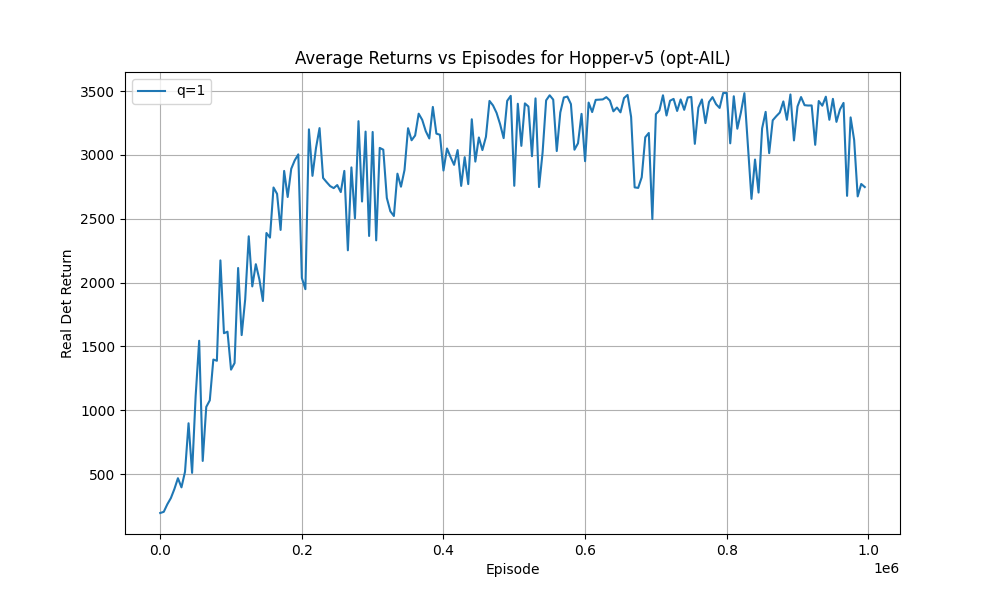 Average Returns vs Episodes for Hopper-v5 (opt-AIL)
q=1
3500
3000
2500
2000
1500
1000
500
Real Det Return
0.0 0.2 0.4 0.6 0.8 1.0
1e6
Episode